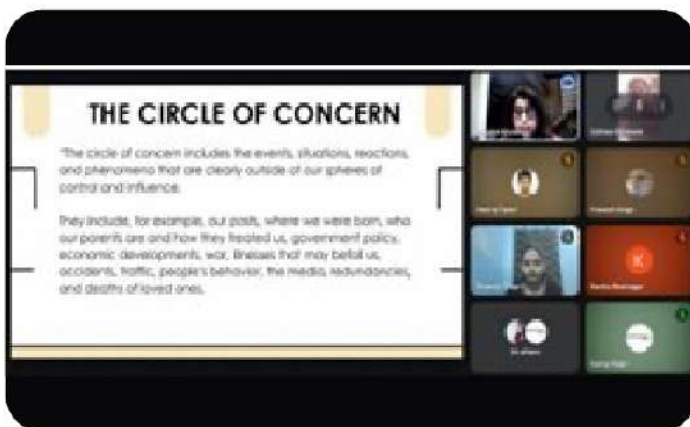 THE CIRCLE OF CONCERN
"The circle of concern includes the events, situations, reactions,
and phenomena that are clearly outside of our spheres of
control and influence.
They include, for example, our pasts, where we were born, who
our parents are and how they treated us, government policy,
economic developments, war, illnesses that may befall us,
accidents, traffic, people's behavior, the media, redundancies,
and deaths of loved ones.
K